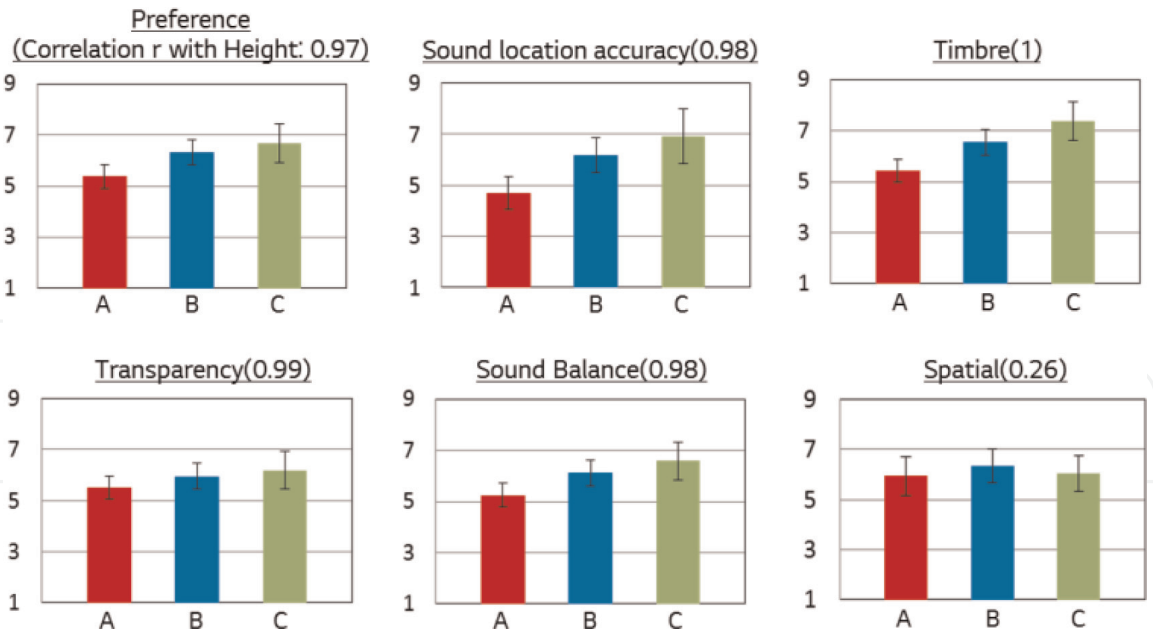 Preference
(Correlation r with Height: 0.97)
9
7
5
3
1
A B C
Sound location accuracy(0.98)
9
7
5
3
1
A B C
Timbre(1)
9
7
5
3
1
A B C
Transparency(0.99)
9
7
5
3
1
A B C
Sound Balance(0.98)
9
7
5
3
1
A B C
Spatial(0.26)
9
7
5
3
1
A B C